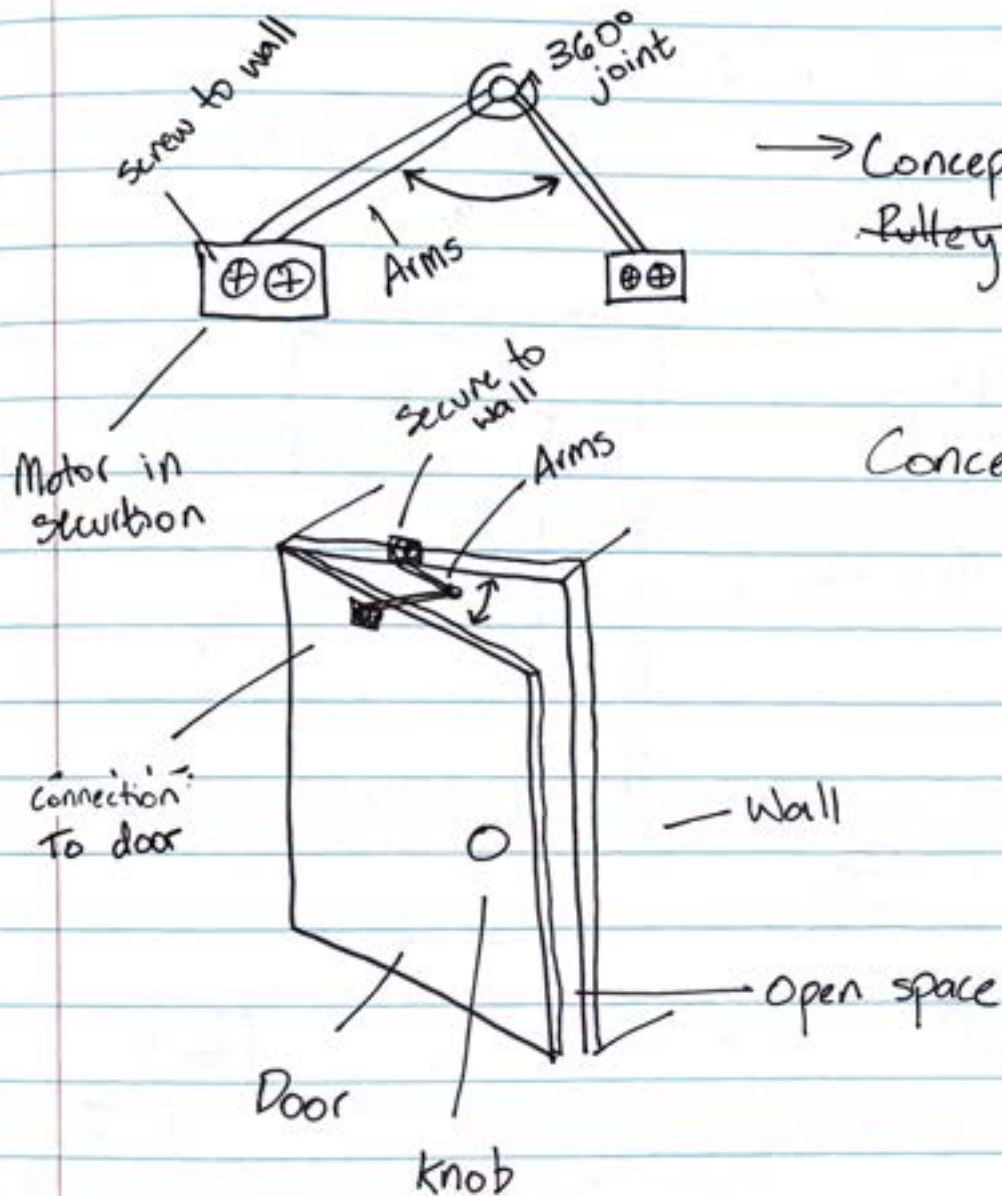 Screw to wall
360°
joint
→ Concep
Pulley
Arms
Motor in
securtion
secure to
wall
Arms
Conce
Connection
To door
Wall
Open space
Door
Knob